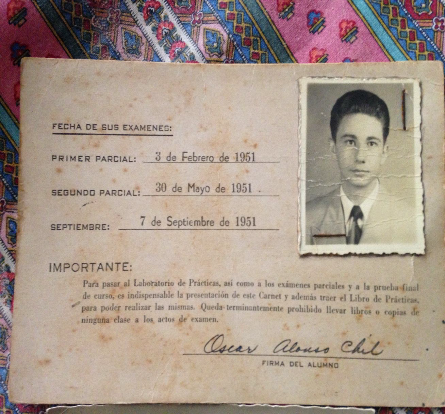 FECHA DE SUS EXAMENES:
PRIMER PARCIAL: 3 de Febrero de 1951
SEGUNDO PARCIAL: 30 de Mayo de 1951.
SEPTIEMBRE: 7 de Septiembre de 1951
IMPORTANTE:
Para pasar al Laboratorio de Prácticas, así como a los exámenes parciales y a la prueba final
de curso, es indispensable la presentación de este Carnet y además traer el Libro de Prácticas,
para poder realizar las mismas. Queda terminantemente prohibido llevar libros o copias de
ninguna clase a los actos de examen.
Oscar Alonso
FIRMA DEL ALUMNO